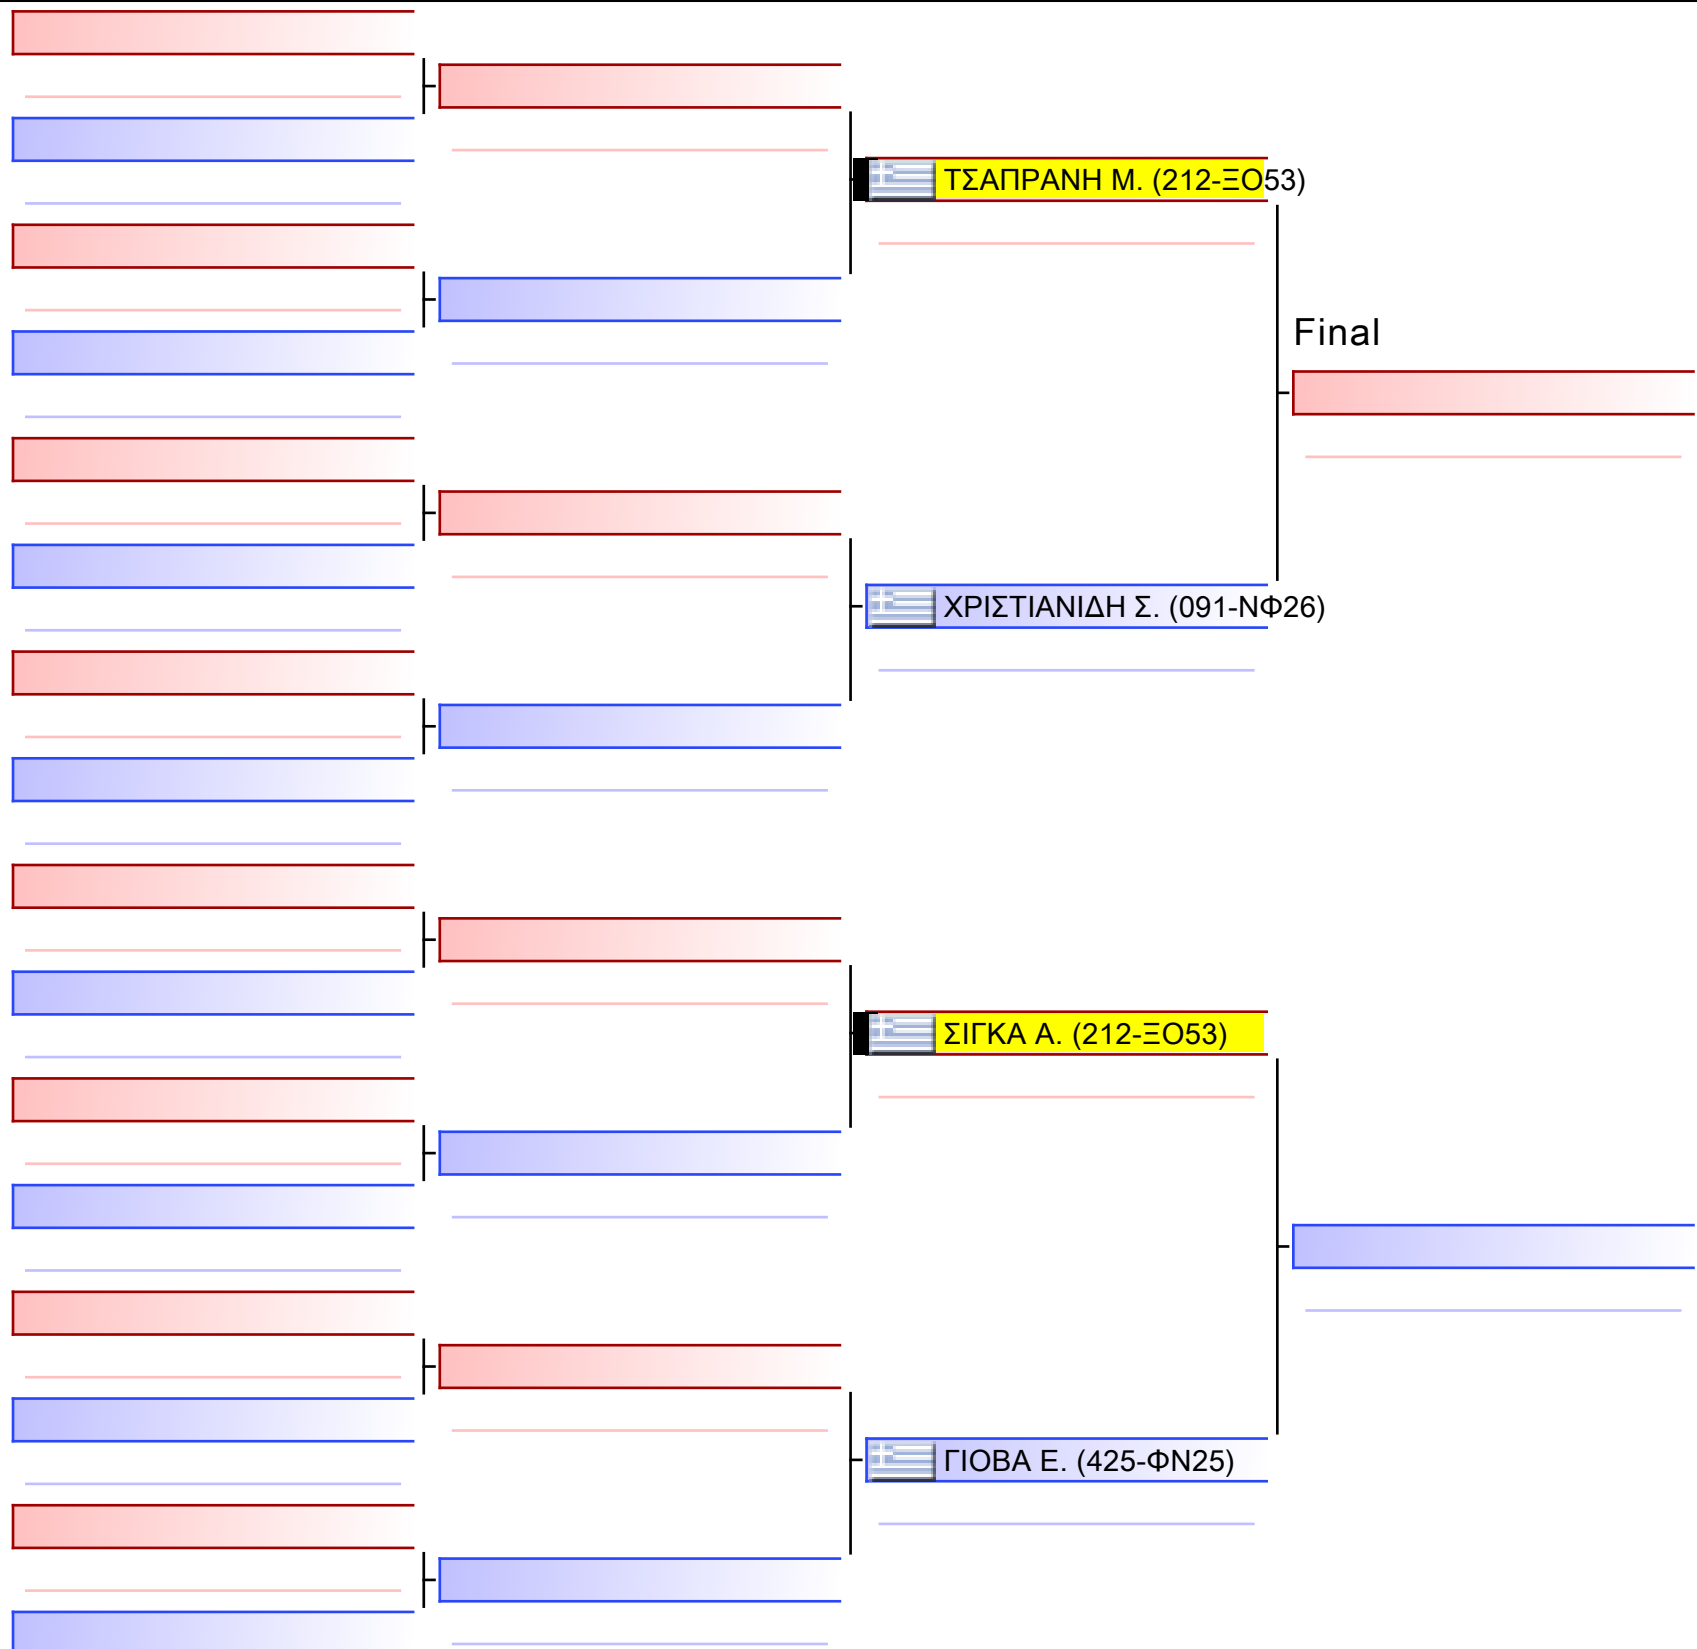 ΤΣΑΠΡΑΝΗ Μ. (212-ΞΟ53)
Final
ΧΡΙΣΤΙΑΝΙΔΗ Σ. (091-ΝΦ26)
ΣΙΓΚΑ Α. (212-ΞΟ53)
ΓΙΟΒΑ Ε. (425-ΦΝ25)